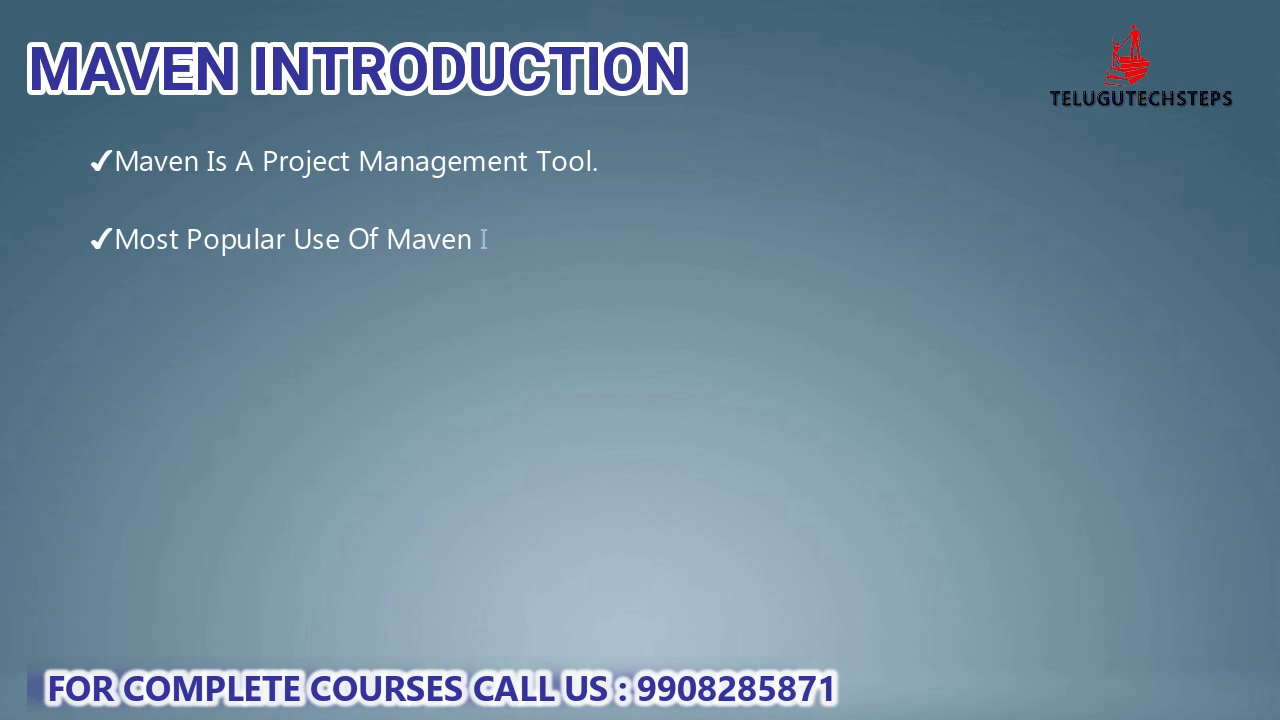 MAVEN INTRODUCTION
TELUGUTECHSTEPS
✔Maven Is A Project Management Tool.
✔Most Popular Use Of Maven I
FOR COMPLETE COURSES CALL US : 9908285871